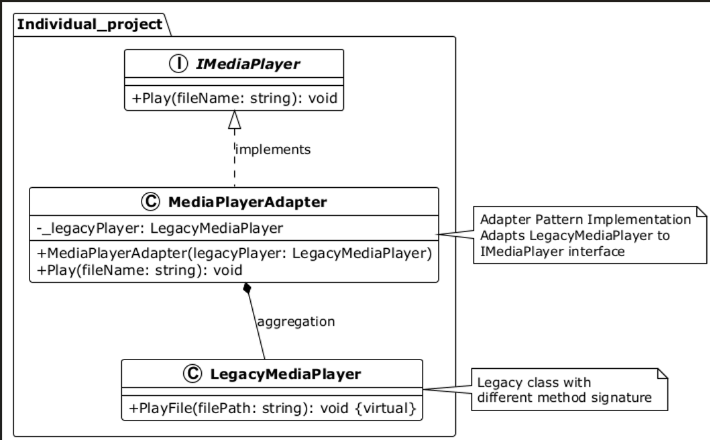 Individual_project
I IMediaPlayer
+Play(fileName: string): void
implements
C MediaPlayerAdapter
-_legacyPlayer: LegacyMediaPlayer
+MediaPlayerAdapter(legacyPlayer: LegacyMediaPlayer)
+Play(fileName: string): void
Adapter Pattern Implementation
Adapts LegacyMediaPlayer to
IMediaPlayer interface
aggregation
C LegacyMediaPlayer
+PlayFile(filePath: string): void {virtual}
Legacy class with
different method signature